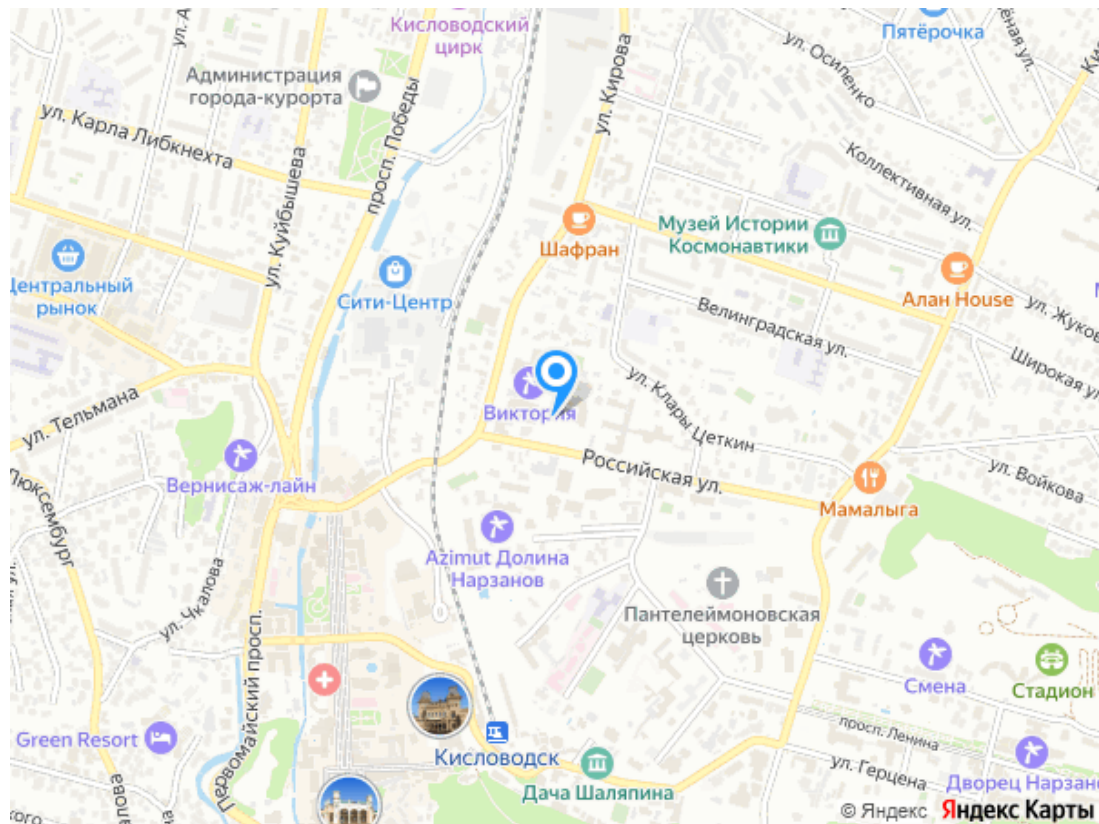 Кисловодский
цирк
Пятёрочка
ул. Осипенко
Администрация
города-курорта
ул. Кирова
ул. Карла Либкнехта
просп. Победы
Коллективная ул.
ул. Куйбышева
Музей Истории
Космонавтики
Шафран
Центральный
рынок
Сити-Центр
Алан House
Велинградская ул.
Широкая ул.
Виктория
ул. Клары Цеткин
ул. Тельмана
Российская ул.
ул. Войкова
Вернисаж-лайн
Мамалыга
Люксембург
Azimut Долина
Нарзанов
ул. Чкалова
Пантелеймоновская
церковь
Первомайский просп.
Смена
Стадион
Green Resort
Кисловодск
просп. Ленина
ул. Герцена
Дача Шаляпина
Дворец Нарзано
© Яндекс Яндекс Карты